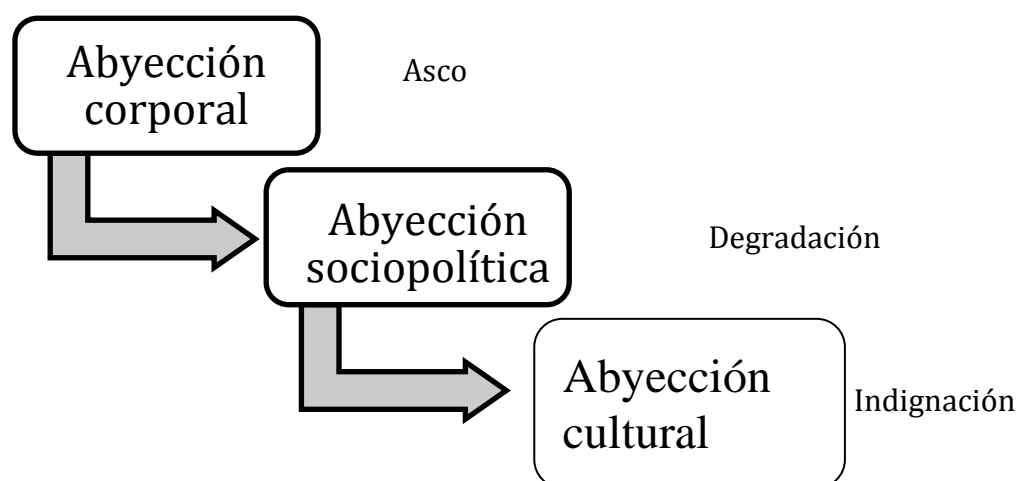 Abyección
corporal
Asco
Abyección
sociopolítica
Degradación
Abyección
cultural
Indignación